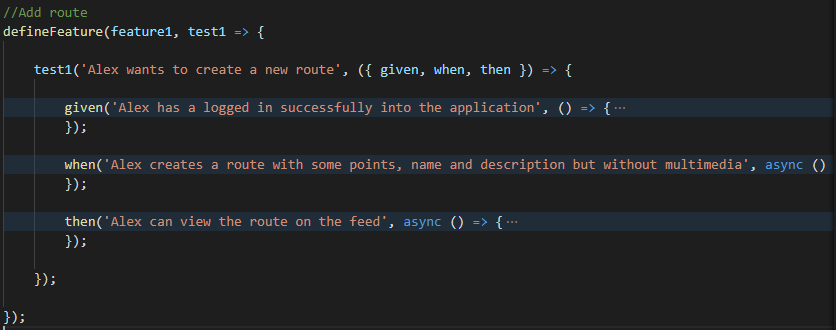 //Add route
defineFeature(feature1, test1 => {
test1('Alex wants to create a new route', ({ given, when, then }) => {
given('Alex has a logged in successfully into the application', () => {···
});
when('Alex creates a route with some points, name and description but without multimedia', async ()
});
then('Alex can view the route on the feed', async () => {···
});
});
});